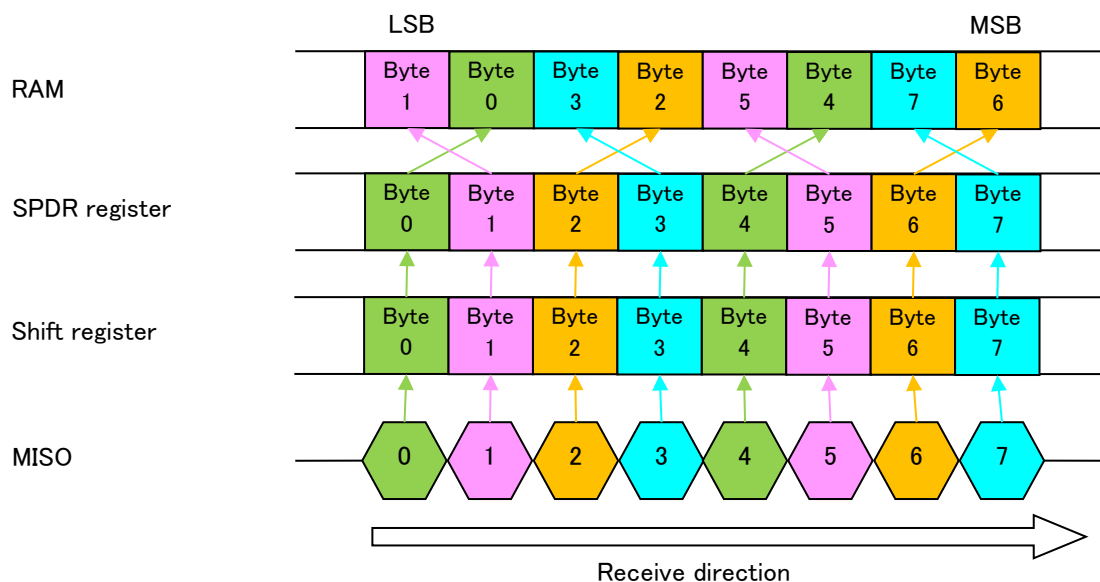 LSB MSB
RAM
Byte Byte Byte Byte Byte Byte Byte Byte
1 0 3 2 5 4 7 6
SPDR register
Byte Byte Byte Byte Byte Byte Byte Byte
0 1 2 3 4 5 6 7
Shift register
Byte Byte Byte Byte Byte Byte Byte Byte
0 1 2 3 4 5 6 7
MISO 0 1 2 3 4 5 6 7
Receive direction